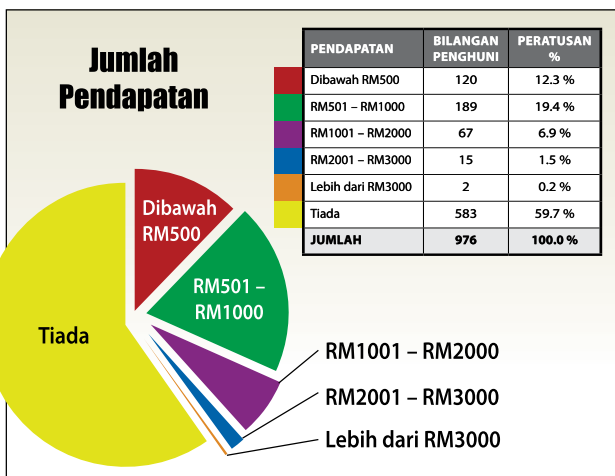 Jumlah
Pendapatan
PENDAPATAN BILANGAN PENGHUNI PERATUSAN %
Dibawah RM500 120 12.3 %
RM501 – RM1000 189 19.4 %
RM1001 – RM2000 67 6.9 %
RM2001 – RM3000 15 1.5 %
Lebih dari RM3000 2 0.2 %
Tiada 583 59.7 %
JUMLAH 976 100.0 %
Dibawah
RM500
RM501 –
RM1000
Tiada
RM1001 – RM2000
RM2001 – RM3000
Lebih dari RM3000